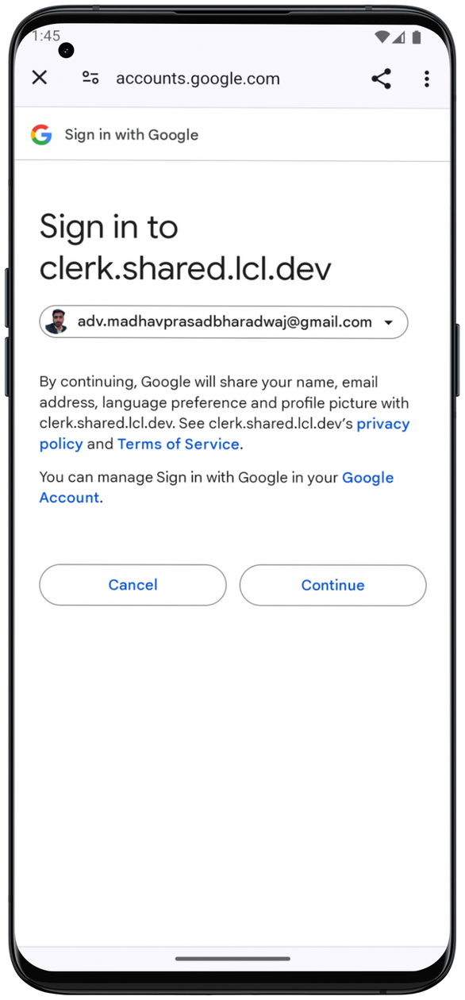 1:45
accounts.google.com
Sign in with Google
Sign in to
clerk.shared.lcl.dev
adv.madhavprasadbharadwaj@gmail.com
By continuing, Google will share your name, email
address, language preference and profile picture with
clerk.shared.lcl.dev. See clerk.shared.lcl.dev’s privacy
policy and Terms of Service.
You can manage Sign in with Google in your Google
Account.
Cancel
Continue